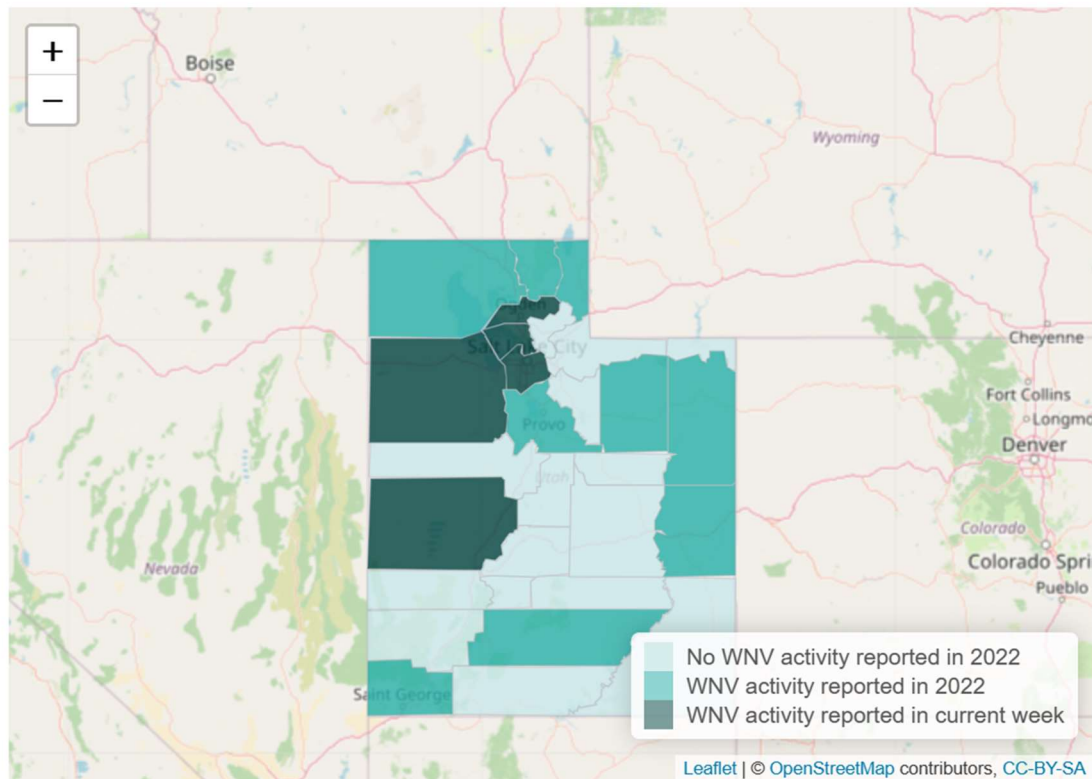 +
−
Boise
Wyoming
Ogden
Salt Lake City
Cheyenne
Fort Collins
Longmo
Provo
Denver
Utah
Colorado
Nevada
Colorado Spri
Pueblo
Saint George
No WNV activity reported in 2022
WNV activity reported in 2022
WNV activity reported in current week
Leaflet | © OpenStreetMap contributors, CC-BY-SA